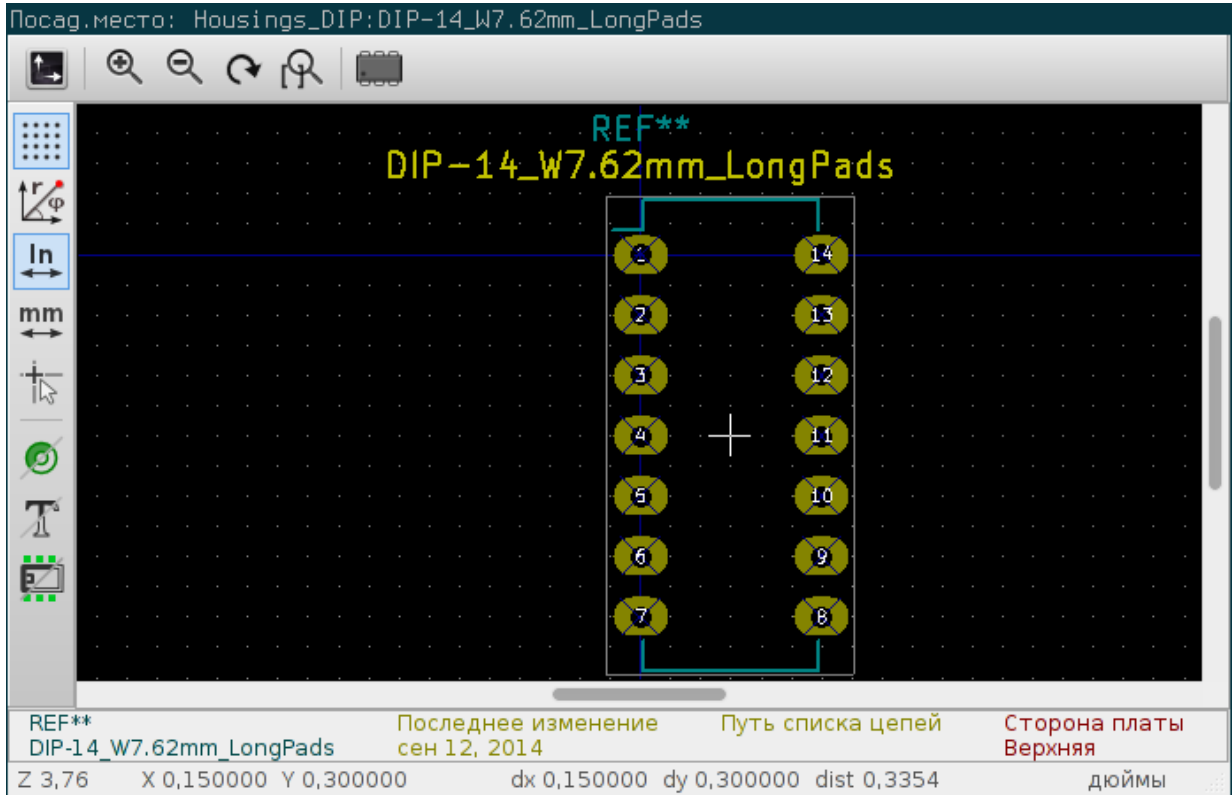 Посад.место: Housings_DIP:DIP-14_W7.62mm_LongPads
r
φ
In
mm
T
REF**
DIP-14_W7.62mm_LongPads
1 14
2 13
3 12
4 11
5 10
6 9
7 8
REF** Последнее изменение Путь списка цепей Сторона платы
DIP-14_W7.62mm_LongPads сен 12, 2014 Верхняя
Z 3,76 X 0,150000 Y 0,300000 dx 0,150000 dy 0,300000 dist 0,3354 дюймы